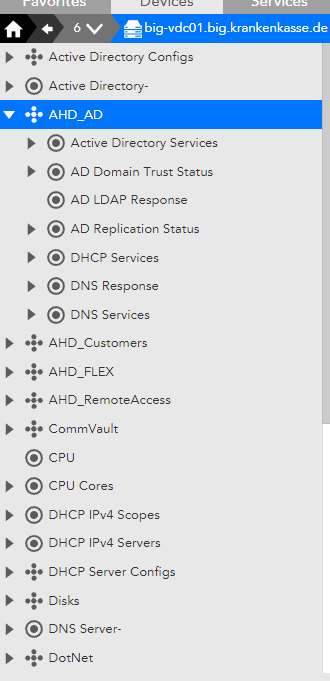 Favorites Devices Services
6 big-vdc01.big.krankenkasse.de
Active Directory Configs
Active Directory-
AHD_AD
Active Directory Services
AD Domain Trust Status
AD LDAP Response
AD Replication Status
DHCP Services
DNS Response
DNS Services
AHD_Customers
AHD_FLEX
AHD_RemoteAccess
CommVault
CPU
CPU Cores
DHCP IPv4 Scopes
DHCP IPv4 Servers
DHCP Server Configs
Disks
DNS Server-
DotNet